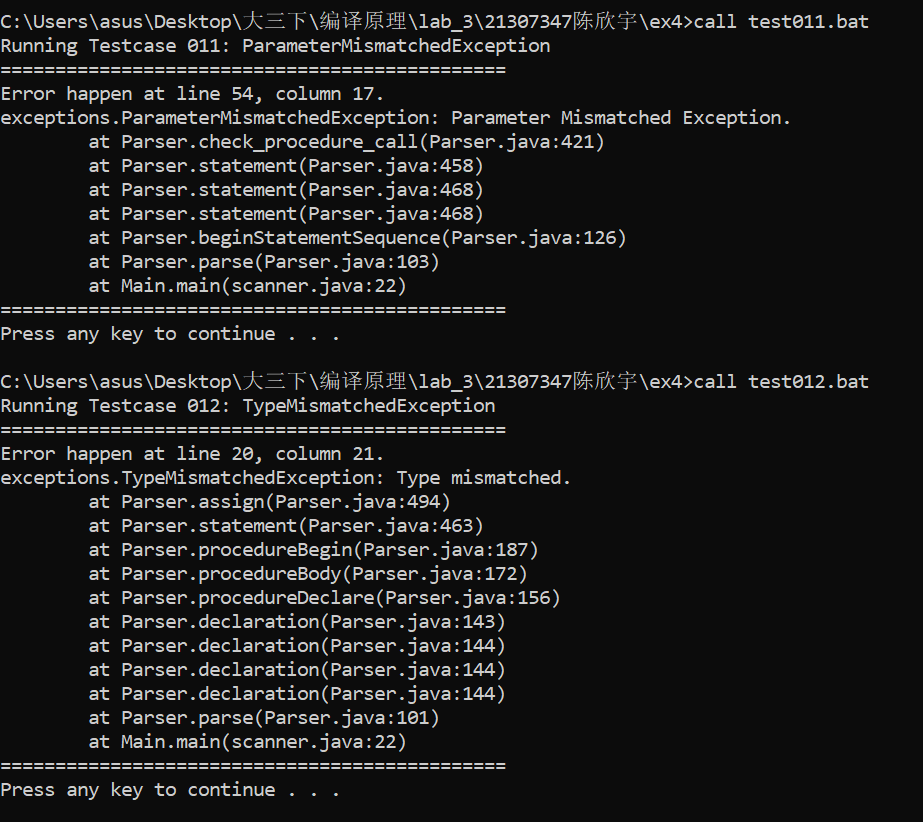 C:\Users\asus\Desktop\大三下\编译原理\lab_3\21307347陈欣宇\ex4>call test011.bat
Running Testcase 011: ParameterMismatchedException
==============================================
Error happen at line 54, column 17.
exceptions.ParameterMismatchedException: Parameter Mismatched Exception.
        at Parser.check_procedure_call(Parser.java:421)
        at Parser.statement(Parser.java:458)
        at Parser.statement(Parser.java:468)
        at Parser.statement(Parser.java:468)
        at Parser.beginStatementSequence(Parser.java:126)
        at Parser.parse(Parser.java:103)
        at Main.main(scanner.java:22)
==============================================
Press any key to continue . . .
C:\Users\asus\Desktop\大三下\编译原理\lab_3\21307347陈欣宇\ex4>call test012.bat
Running Testcase 012: TypeMismatchedException
==============================================
Error happen at line 20, column 21.
exceptions.TypeMismatchedException: Type mismatched.
        at Parser.assign(Parser.java:494)
        at Parser.statement(Parser.java:463)
        at Parser.procedureBegin(Parser.java:187)
        at Parser.procedureBody(Parser.java:172)
        at Parser.procedureDeclare(Parser.java:156)
        at Parser.declaration(Parser.java:143)
        at Parser.declaration(Parser.java:144)
        at Parser.declaration(Parser.java:144)
        at Parser.declaration(Parser.java:144)
        at Parser.parse(Parser.java:101)
        at Main.main(scanner.java:22)
==============================================
Press any key to continue . . .